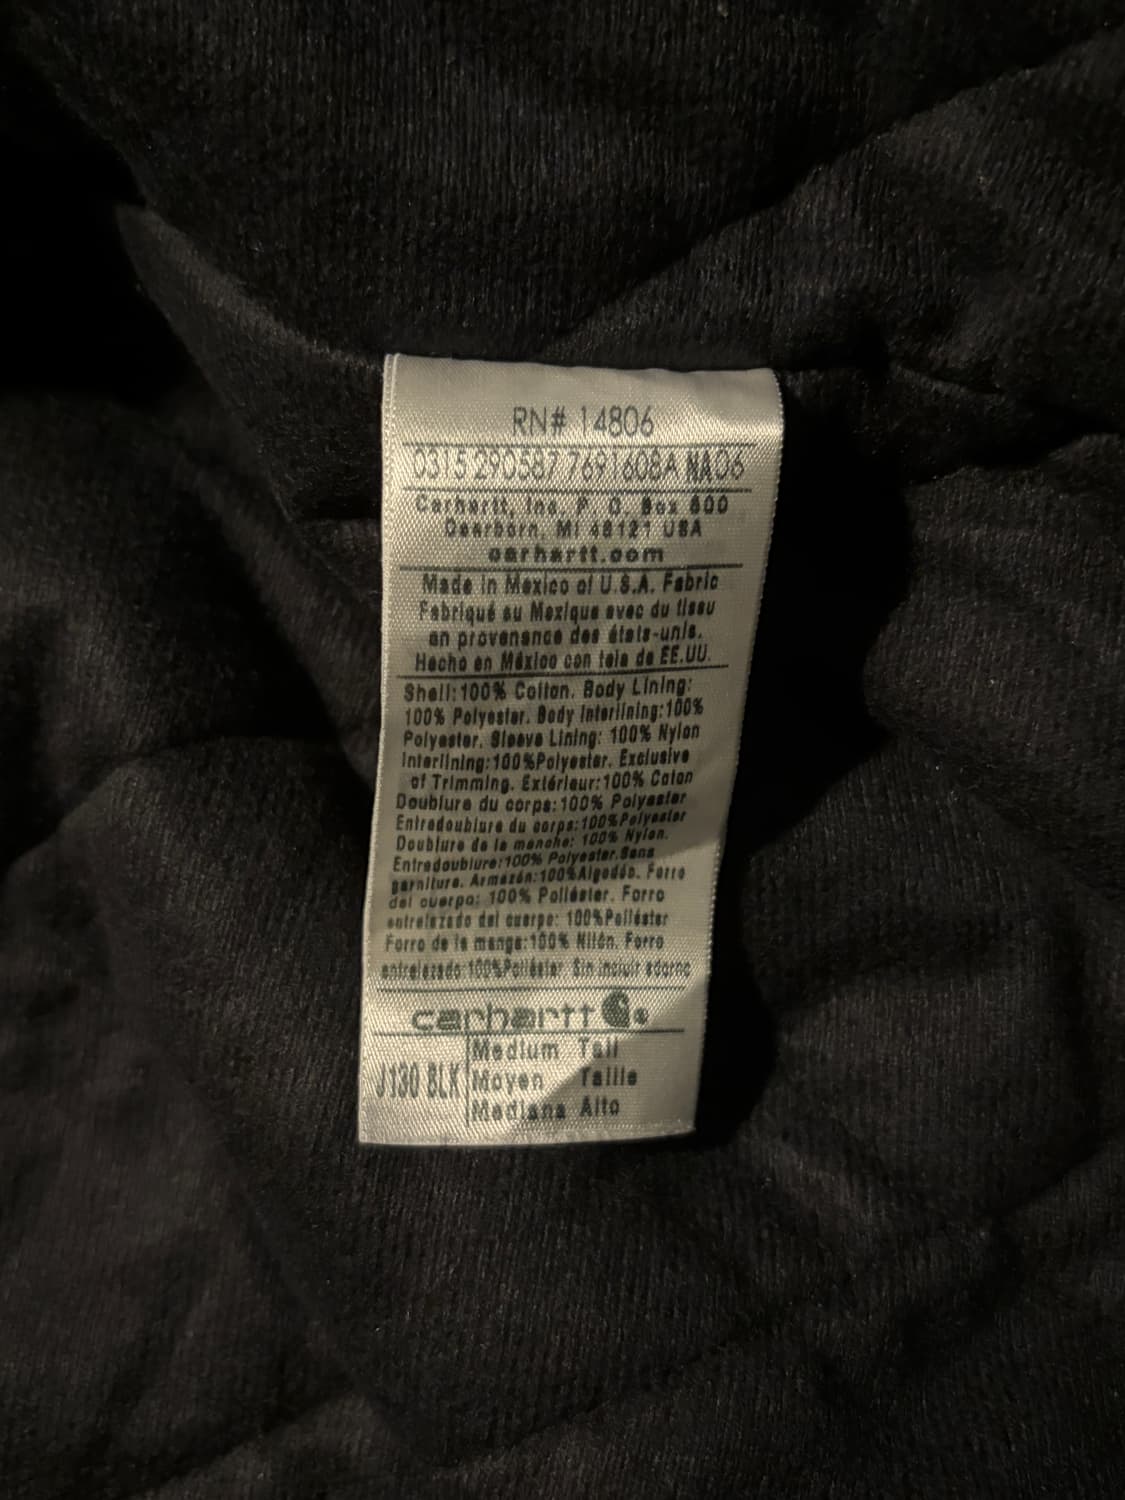 RN# 14806
0315 290587 7691608A NA06
Carhartt, Inc. P. O. Box 600
Dearborn, MI 48121 USA
carhartt.com
Made in Mexico of U.S.A. Fabric
Fabriqué au Mexique avec du tissu
en provenance des états-unis.
Hecho en México con tela de EE.UU.
Shell:100% Cotton. Body Lining:
100% Polyester. Body Interlining:100%
Polyester. Sleeve Lining: 100% Nylon
Interlining:100%Polyester. Exclusive
of Trimming. Extérieur:100% Coton
Doublure du corps:100% Polyester
Entredoublure du corps:100%Polyester
Doublure de la manche: 100% Nylon.
Entredoublure:100% Polyester.Sans
garniture. Armazón:100%Algodón. Forro
del cuerpo: 100% Poliéster. Forro
entrelazado del cuerpo: 100%Poliéster
Forro de la manga:100% Nilón. Forro
entrelazado:100%Poliéster Sin incluir adorno
carhartt
J130 BLK
Medium Tall
Moyen Taille
Mediana Alto